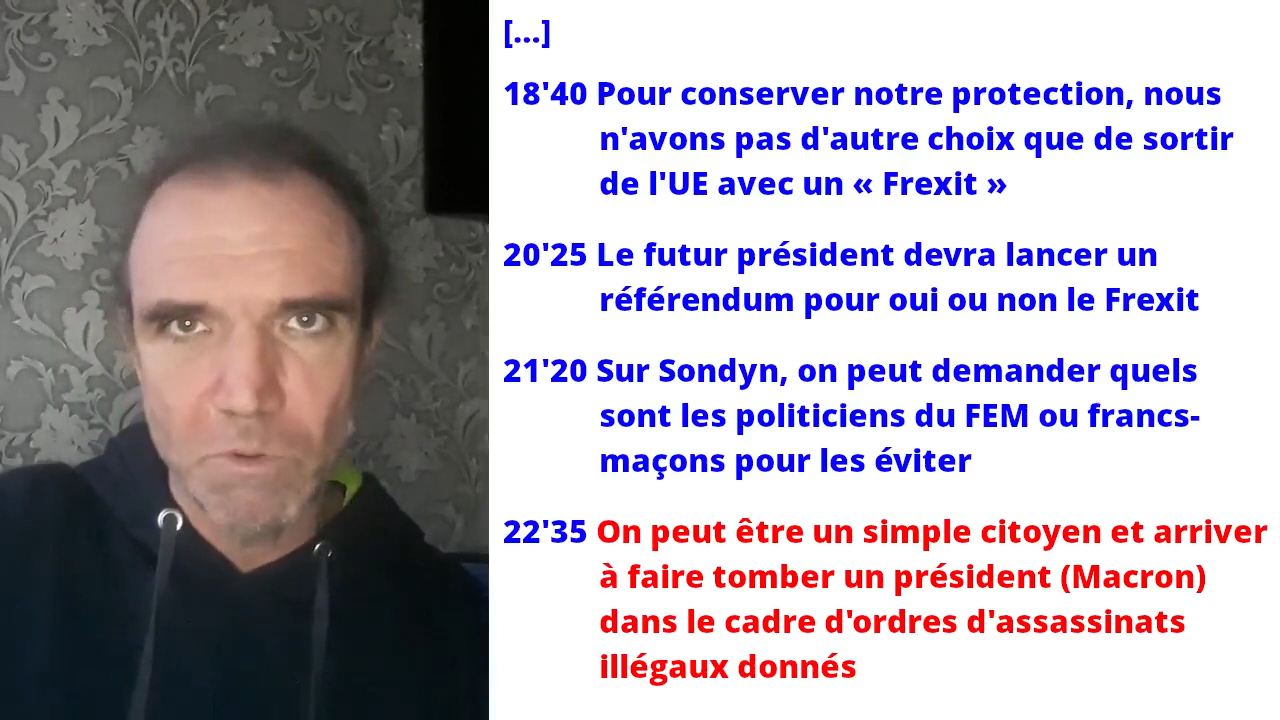 [...]
18'40 Pour conserver notre protection, nous
n'avons pas d'autre choix que de sortir
de l'UE avec un « Frexit »
20'25 Le futur président devra lancer un
référendum pour oui ou non le Frexit
21'20 Sur Sondyn, on peut demander quels
sont les politiciens du FEM ou francs-
maçons pour les éviter
22'35 On peut être un simple citoyen et arriver
à faire tomber un président (Macron)
dans le cadre d'ordres d'assassinats
illégaux donnés